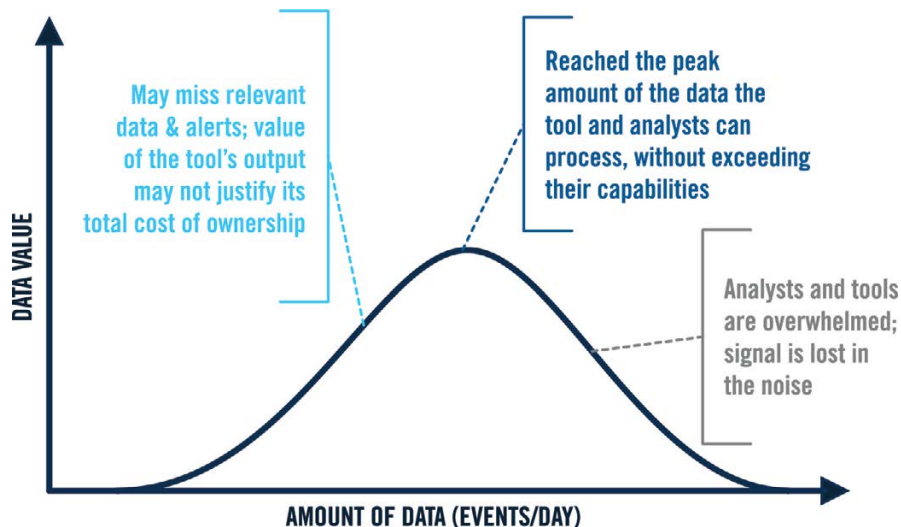 May miss relevant
data & alerts; value
of the tool's output
may not justify its
total cost of ownership
Reached the peak
amount of the data the
tool and analysts can
process, without exceeding
their capabilities
Analysts and tools
are overwhelmed;
signal is lost in
the noise
DATA VALUE
AMOUNT OF DATA (EVENTS/DAY)